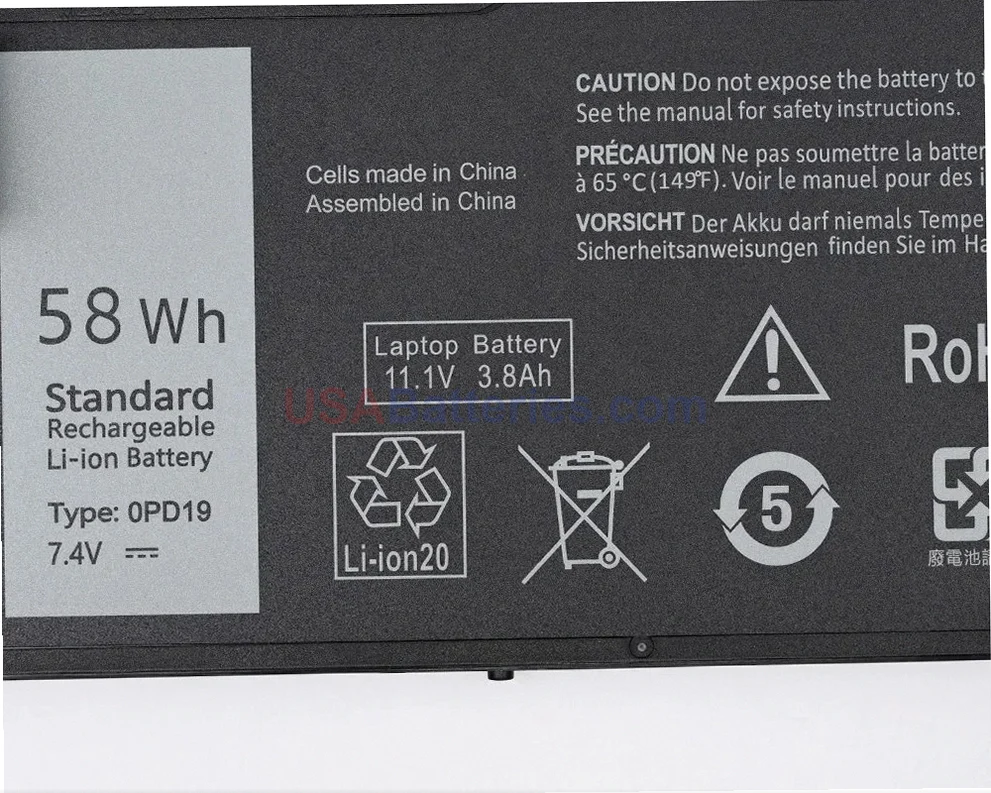 58 Wh
Standard
Rechargeable
Li-ion Battery
Type: 0PD19
7.4V
Cells made in China
Assembled in China
Laptop Battery
11.1V 3.8Ah
USABatteries.com
Li-ion20
5
CAUTION Do not expose the battery to
See the manual for safety instructions.
PRÉCAUTION Ne pas soumettre la batter
à 65 °C (149°F). Voir le manuel pour des i
VORSICHT Der Akku darf niemals Tempe
Sicherheitsanweisungen finden Sie im Ha
RoH
廢電池請